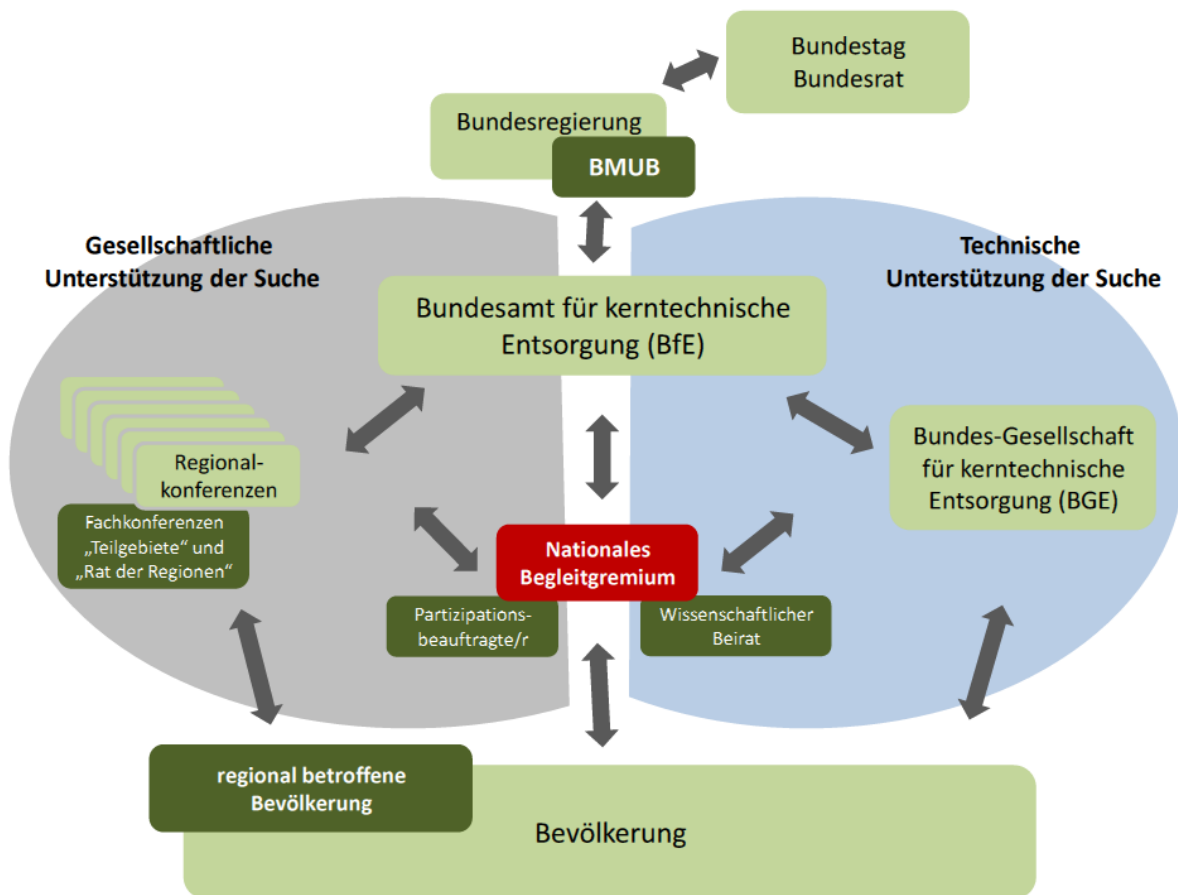 Bundestag
Bundesrat
Bundesregierung
BMUB
Gesellschaftliche
Unterstützung der Suche
Technische
Unterstützung der Suche
Bundesamt für kerntechnische
Entsorgung (BfE)
Regional-
konferenzen
Fachkonferenzen
„Teilgebiete“ und
„Rat der Regionen“
Bundes-Gesellschaft
für kerntechnische
Entsorgung (BGE)
Nationales
Begleitgremium
Partizipations-
beauftragte/r
Wissenschaftlicher
Beirat
regional betroffene
Bevölkerung
Bevölkerung